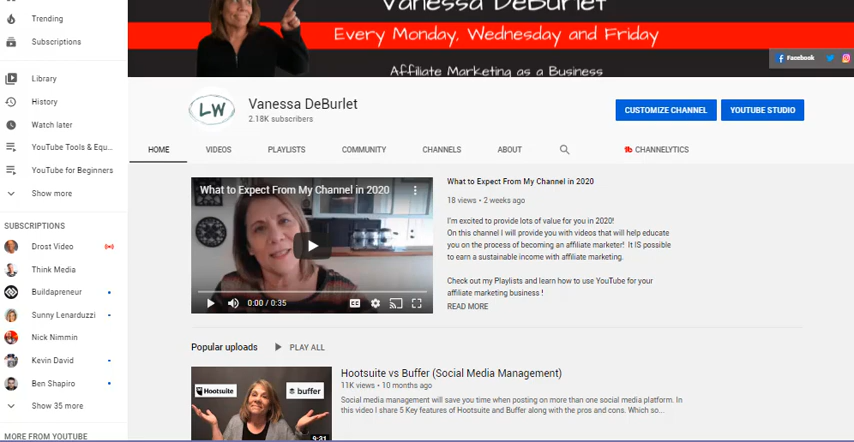 Trending
Subscriptions
Library
History
Watch later
YouTube Tools & Equ...
YouTube for Beginners
Show more
SUBSCRIPTIONS
Drost Video
Think Media
Buildapreneur
Sunny Lenarduzzi
Nick Nimmin
Kevin David
Ben Shapiro
Show 35 more
MORE FROM YOUTUBE
Vanessa DeBurlet
Every Monday, Wednesday and Friday
Affiliate Marketing as a Business
Facebook
LW
Vanessa DeBurlet
2.18K subscribers
CUSTOMIZE CHANNEL
YOUTUBE STUDIO
HOME VIDEOS PLAYLISTS COMMUNITY CHANNELS ABOUT tb CHANNELYTICS
What to Expect From My Channel in 2020
CC
0:00 / 0:35
What to Expect From My Channel in 2020
18 views • 2 weeks ago
I'm excited to provide lots of value for you in 2020!
On this channel I will provide you with videos that will help educate
you on the process of becoming an affiliate marketer! It IS possible
to earn a sustainable income with affiliate marketing.
Check out my Playlists and learn how to use YouTube for your
affiliate marketing business !
READ MORE
Popular uploads PLAY ALL
Hootsuite
buffer
9:31
Hootsuite vs Buffer (Social Media Management)
11K views • 10 months ago
Social media management will save you time when posting on more than one social media platform. In
this video I share 5 Key features of Hootsuite and Buffer along with the pros and cons. Which so...